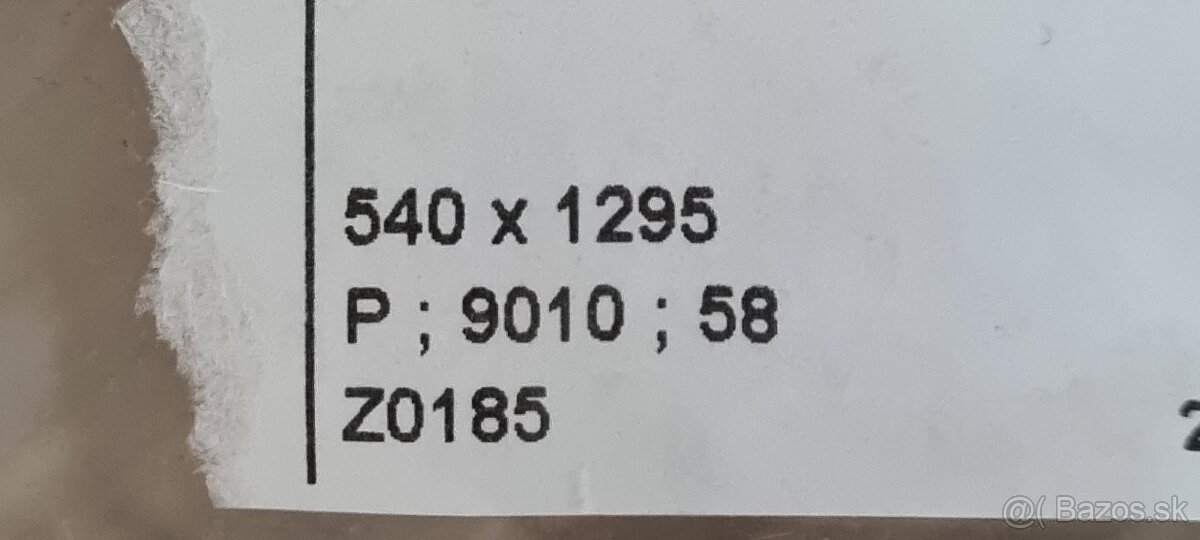 540 x 1295
P ; 9010 ; 58
Z0185
@( Bazos.sk